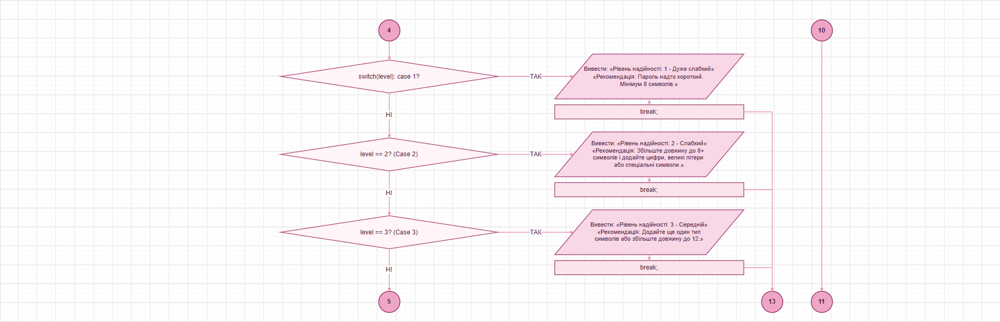 4
10
switch(level): case 1?
ТАК
Вивести: «Рівень надійності: 1 - Дуже слабкий»
«Рекомендація: Пароль надто короткий.
Мінімум 8 символів.»
break;
НІ
level == 2? (Case 2)
ТАК
Вивести: «Рівень надійності: 2 - Слабкий»
«Рекомендація: Збільште довжину до 8+
символів і додайте цифри, великі літери
або спеціальні символи.»
break;
НІ
level == 3? (Case 3)
ТАК
Вивести: «Рівень надійності: 3 - Середній»
«Рекомендація: Додайте ще один тип
символів або збільште довжину до 12.»
break;
НІ
5
13
11